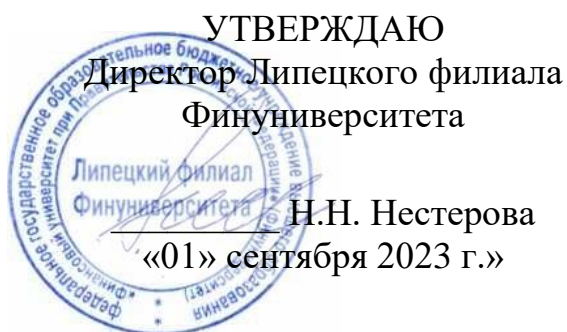 УТВЕРЖДАЮ
Директор Липецкого филиала
Финуниверситета
Липецкий филиал
Финуниверситета
Н.Н. Нестерова
«01» сентября 2023 г.»